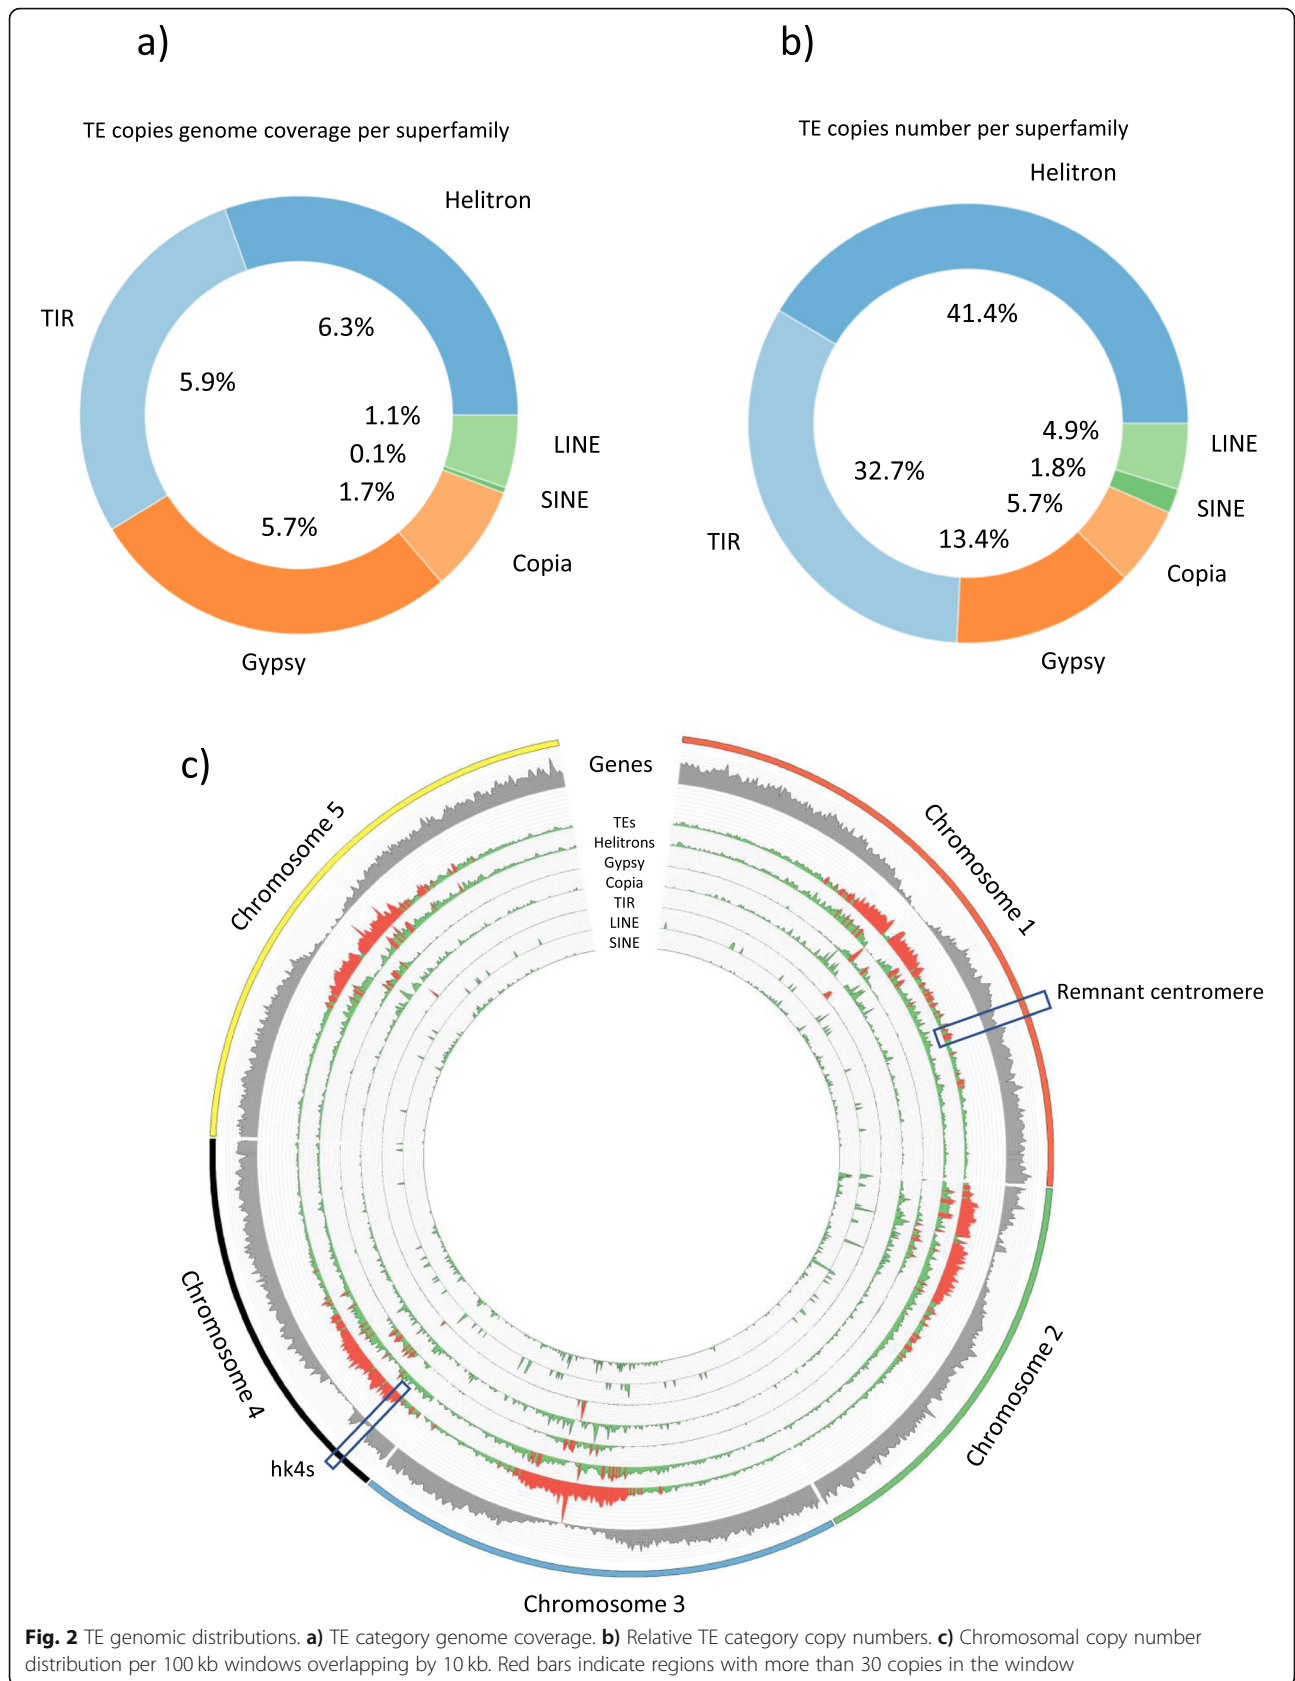 a)
b)
TE copies genome coverage per superfamily
TE copies number per superfamily
Helitron
TIR
6.3%
5.9%
1.1%
0.1%
1.7%
5.7%
LINE
SINE
Copia
Gypsy
Helitron
41.4%
4.9%
1.8%
5.7%
32.7%
13.4%
LINE
SINE
Copia
TIR
Gypsy
c)
Genes
TEs
Helitrons
Gypsy
Copia
TIR
LINE
SINE
Chromosome 5
Chromosome 1
Remnant centromere
Chromosome 4
Chromosome 2
hk4s
Chromosome 3
Fig. 2 TE genomic distributions. a) TE category genome coverage. b) Relative TE category copy numbers. c) Chromosomal copy number
distribution per 100 kb windows overlapping by 10 kb. Red bars indicate regions with more than 30 copies in the window